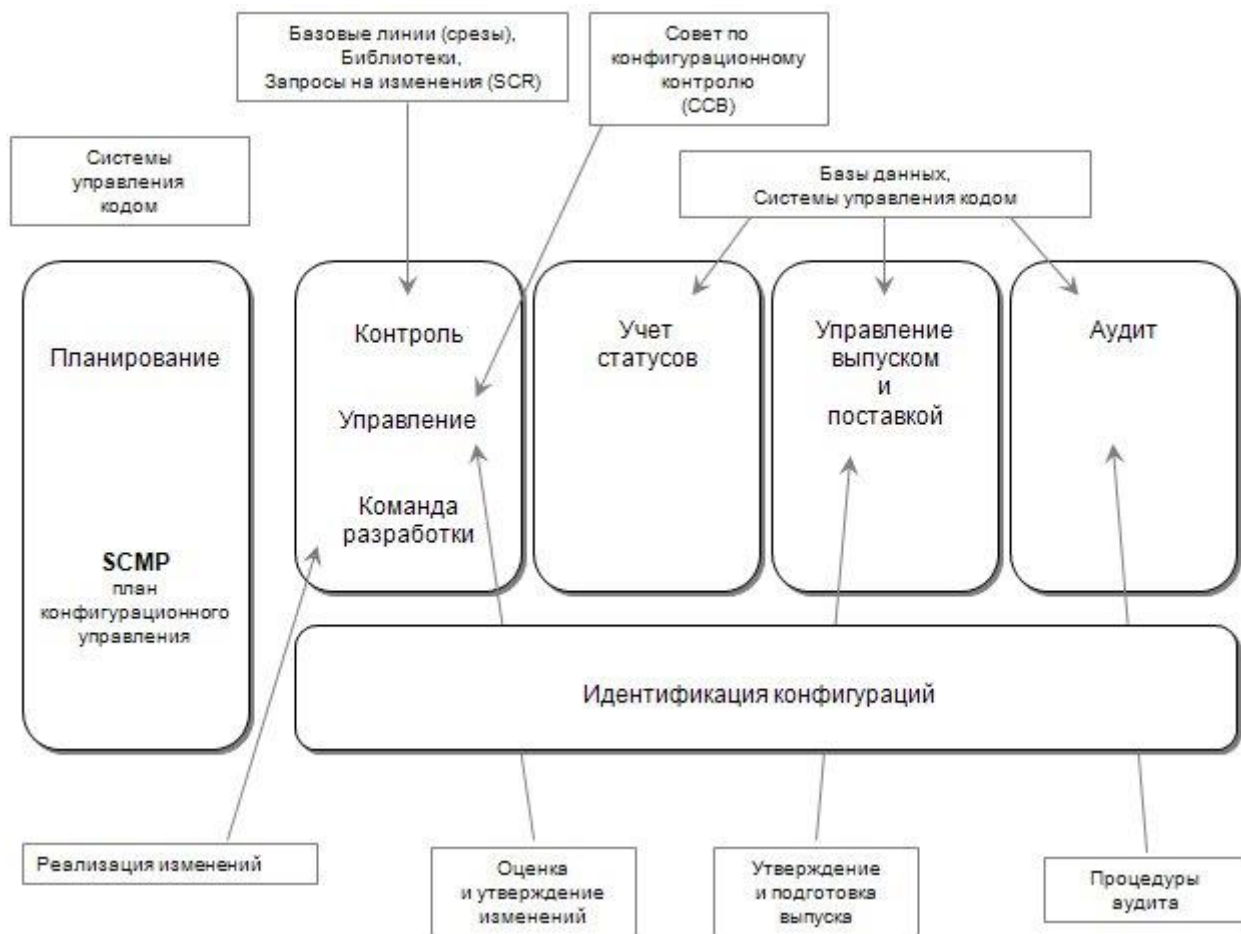 Базовые линии (срезы),
Библиотеки,
Запросы на изменения (SCR)
Совет по
конфигурационному
контролю
(CCB)
Системы
управления
кодом
Базы данных,
Системы управления кодом
Планирование
SCMP
план
конфигурационного
управления
Контроль
Управление
Команда
разработки
Учет
статусов
Управление
выпуском
и
поставкой
Аудит
Идентификация конфигураций
Реализация изменений
Оценка
и утверждение
изменений
Утверждение
и подготовка
выпуска
Процедуры
аудита